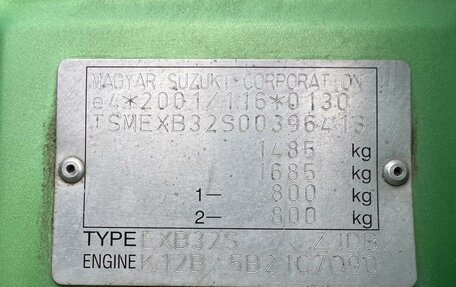 MAGYAR SUZUKI CORPORATION
e4*2001/116*0130
TSMEXB32S00396413
1485 kg
1685 kg
1— 800 kg
2— 800 kg
TYPE EXB32S ZJDB
ENGINE K12B